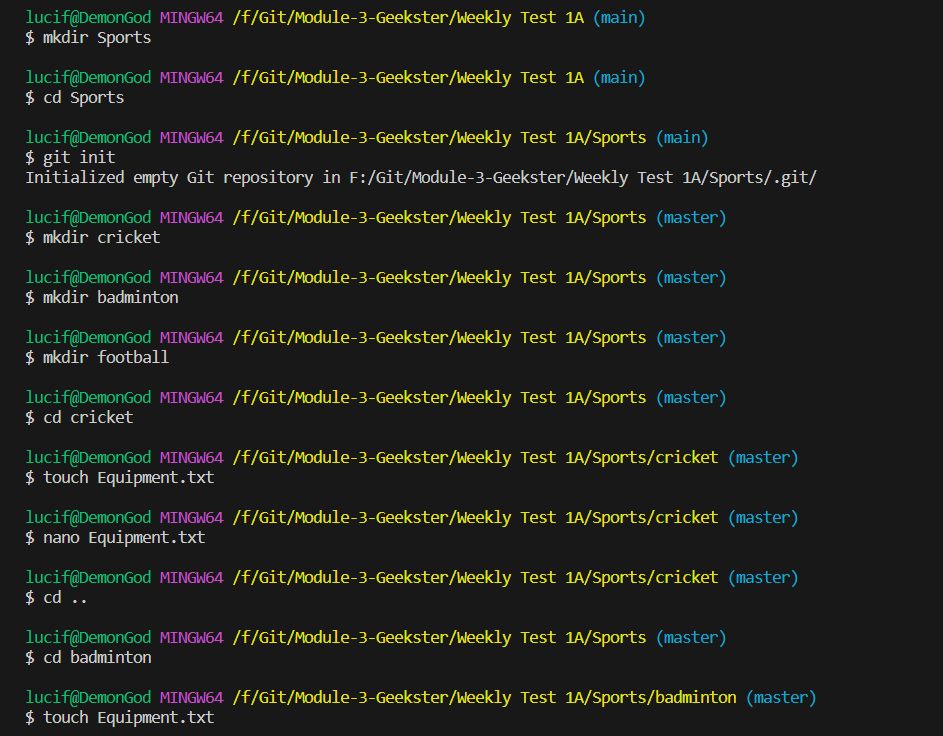 lucif@DemonGod MINGW64 /f/Git/Module-3-Geekster/Weekly Test 1A (main)
$ mkdir Sports
lucif@DemonGod MINGW64 /f/Git/Module-3-Geekster/Weekly Test 1A (main)
$ cd Sports
lucif@DemonGod MINGW64 /f/Git/Module-3-Geekster/Weekly Test 1A/Sports (main)
$ git init
Initialized empty Git repository in F:/Git/Module-3-Geekster/Weekly Test 1A/Sports/.git/
lucif@DemonGod MINGW64 /f/Git/Module-3-Geekster/Weekly Test 1A/Sports (master)
$ mkdir cricket
lucif@DemonGod MINGW64 /f/Git/Module-3-Geekster/Weekly Test 1A/Sports (master)
$ mkdir badminton
lucif@DemonGod MINGW64 /f/Git/Module-3-Geekster/Weekly Test 1A/Sports (master)
$ mkdir football
lucif@DemonGod MINGW64 /f/Git/Module-3-Geekster/Weekly Test 1A/Sports (master)
$ cd cricket
lucif@DemonGod MINGW64 /f/Git/Module-3-Geekster/Weekly Test 1A/Sports/cricket (master)
$ touch Equipment.txt
lucif@DemonGod MINGW64 /f/Git/Module-3-Geekster/Weekly Test 1A/Sports/cricket (master)
$ nano Equipment.txt
lucif@DemonGod MINGW64 /f/Git/Module-3-Geekster/Weekly Test 1A/Sports/cricket (master)
$ cd ..
lucif@DemonGod MINGW64 /f/Git/Module-3-Geekster/Weekly Test 1A/Sports (master)
$ cd badminton
lucif@DemonGod MINGW64 /f/Git/Module-3-Geekster/Weekly Test 1A/Sports/badminton (master)
$ touch Equipment.txt